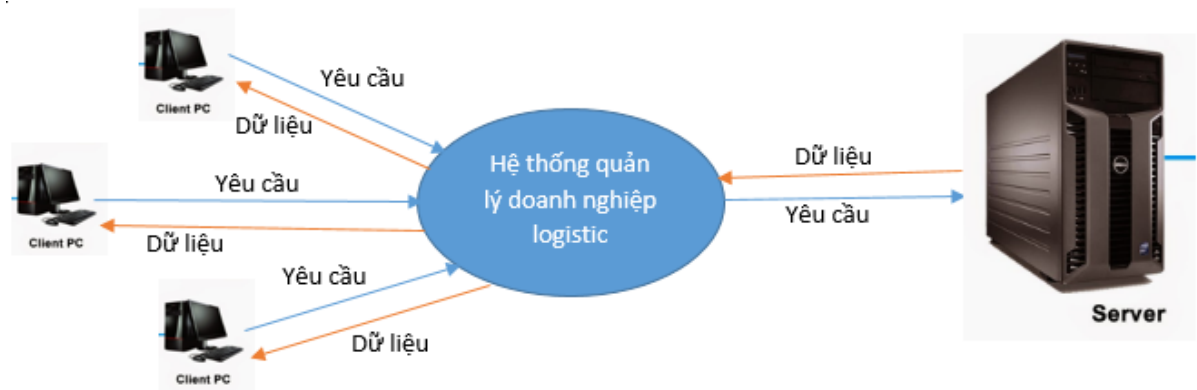 Client PC
Yêu cầu
Dữ liệu
Client PC
Yêu cầu
Dữ liệu
Client PC
Yêu cầu
Dữ liệu
Hệ thống quản
lý doanh nghiệp
logistic
Dữ liệu
Yêu cầu
Server